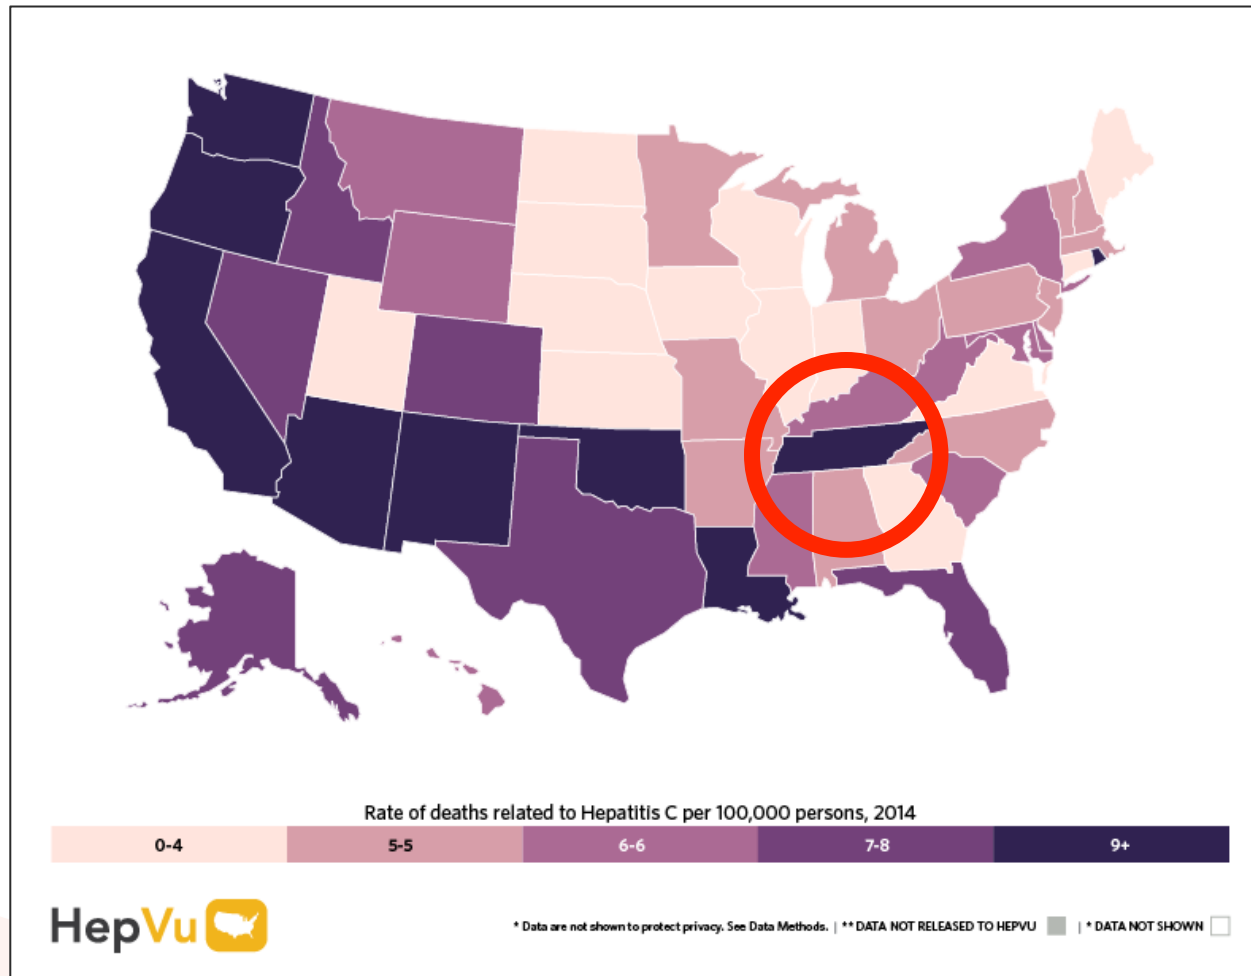 Rate of deaths related to Hepatitis C per 100,000 persons, 2014
0-4 5-5 6-6 7-8 9+
HepVu
* Data are not shown to protect privacy. See Data Methods. | ** DATA NOT RELEASED TO HEPVU | * DATA NOT SHOWN